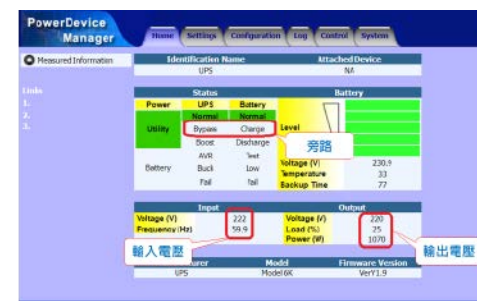 PowerDevice
Manager
Home Settings Configuration Log Control System
Measured Information
Links
1.
2.
3.
Identification Name Attached Device
UPS NA
Status Battery
Power UPS Battery
Normal Normal
Utility Bypass Charge Level
旁路
Boost Discharge
AVR Test
Battery Buck Low
Fail Fail
Voltage (V) 230.9
Temperature 33
Backup Time 77
Input Output
Voltage (V) 222 Voltage (V) 220
Frequency (Hz) 59.9 Load (%) 25
Power (W) 1070
輸入電壓 輸出電壓
Model Firmware Version
UPS Model 6K VerY1.9